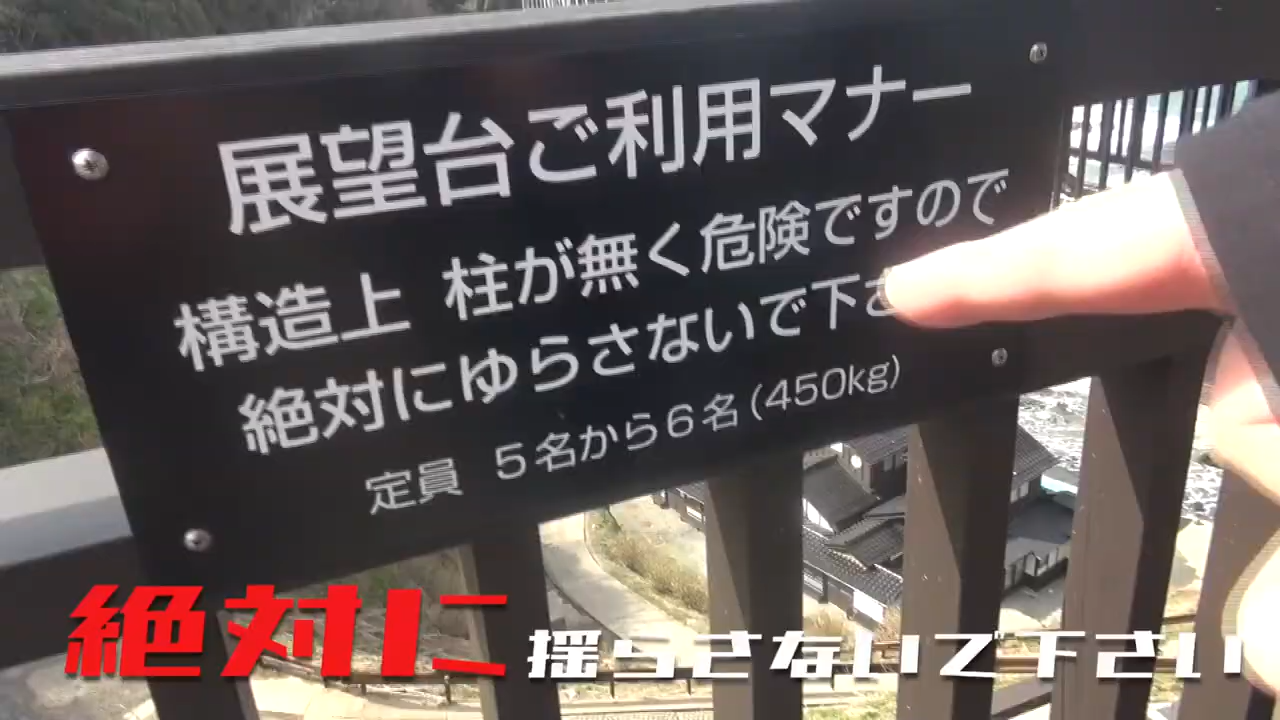 展望台ご利用マナー
構造上 柱が無く危険ですので
絶対にゆらさないで下さ
定員 5名から6名(450kg)
絶対に 揺らさないで下さい